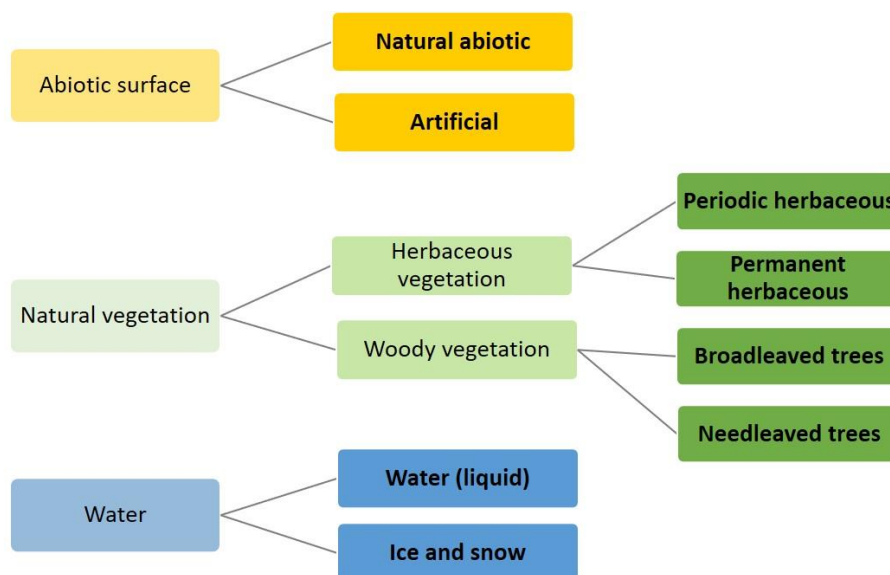 Natural abiotic
Abiotic surface
Artificial
Periodic herbaceous
Herbaceous
vegetation
Permanent
herbaceous
Natural vegetation
Woody vegetation
Broadleaved trees
Needleaved trees
Water (liquid)
Water
Ice and snow